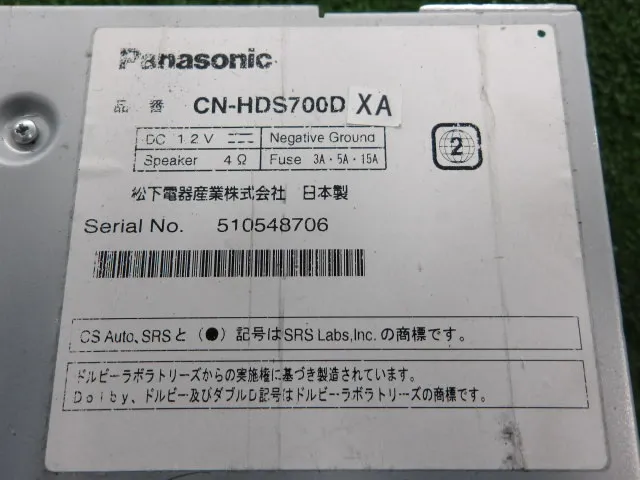 Panasonic
品 番 CN-HDS700D XA
DC 12V ⎓ Negative Ground
Speaker 4Ω Fuse 3A・5A・15A
2
松下電器産業株式会社 日本製
Serial No. 510548706
CS Auto、SRSと (●) 記号はSRS Labs,Inc.の商標です。
ドルビーラボラトリーズからの実施権に基づき製造されています。
Dolby、ドルビー及びダブルD記号はドルビーラボラトリーズの商標です。